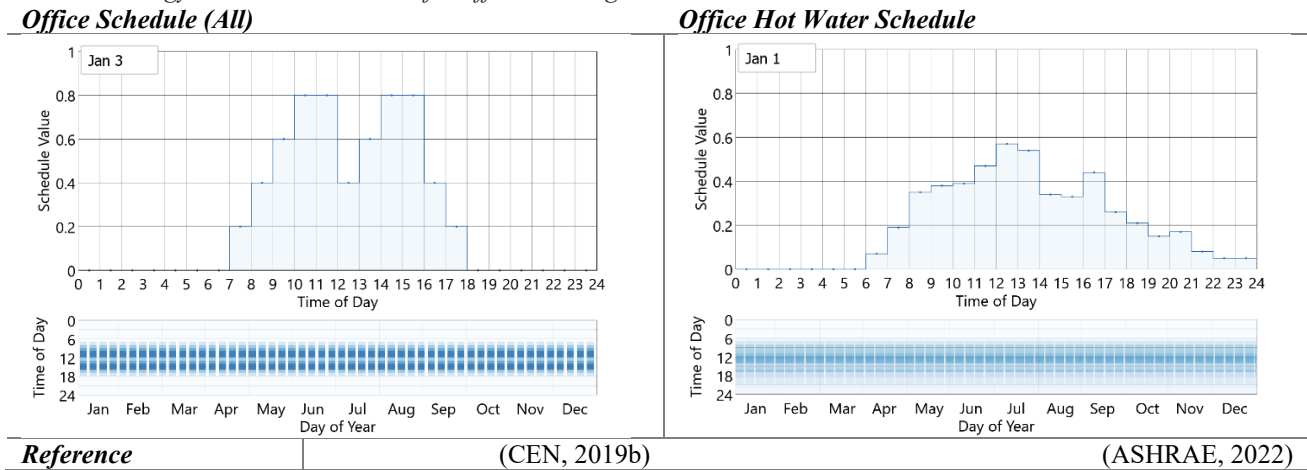 Office Schedule (All)
Office Hot Water Schedule
Jan 3
1
0.8
0.6
0.4
0.2
0
Schedule Value
0 1 2 3 4 5 6 7 8 9 10 11 12 13 14 15 16 17 18 19 20 21 22 23 24
Time of Day
0
6
12
18
24
Time of Day
Jan Feb Mar Apr May Jun Jul Aug Sep Oct Nov Dec
Day of Year
Jan 1
1
0.8
0.6
0.4
0.2
0
Schedule Value
0 1 2 3 4 5 6 7 8 9 10 11 12 13 14 15 16 17 18 19 20 21 22 23 24
Time of Day
0
6
12
18
24
Time of Day
Jan Feb Mar Apr May Jun Jul Aug Sep Oct Nov Dec
Day of Year
Reference (CEN, 2019b) (ASHRAE, 2022)